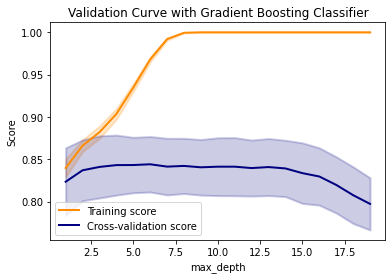 Validation Curve with Gradient Boosting Classifier
1.00
0.95
0.90
0.85
0.80
Score
Training score
Cross-validation score
2.5 5.0 7.5 10.0 12.5 15.0 17.5
max_depth